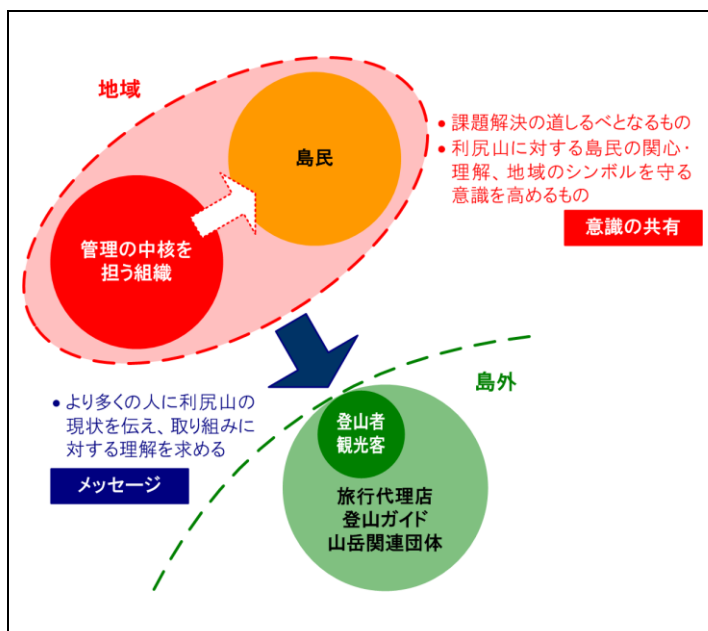 地域
島民
管理の中核を
担う組織
• 課題解決の道しるべとなるもの
• 利尻山に対する島民の関心・
理解、地域のシンボルを守る
意識を高めるもの
意識の共有
島外
• より多くの人に利尻山の
現状を伝え、取り組みに
対する理解を求める
メッセージ
登山者
観光客
旅行代理店
登山ガイド
山岳関連団体